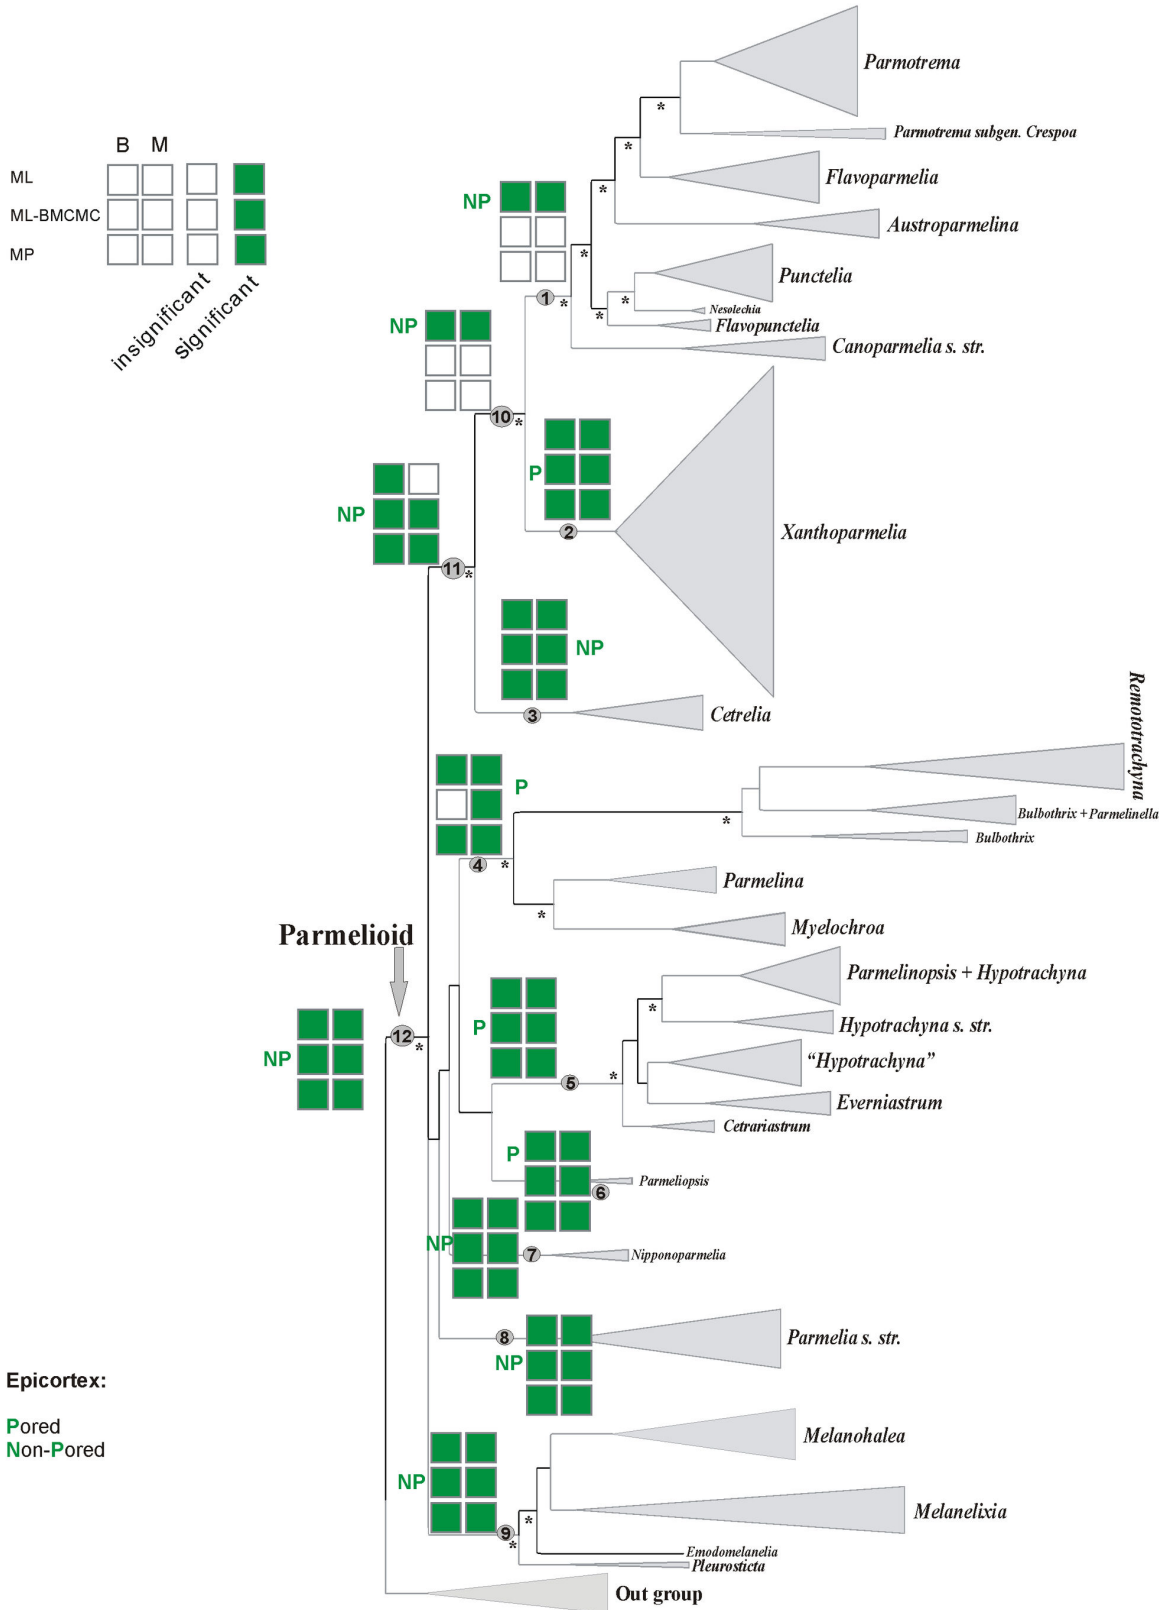 B M
ML
ML-BMCMC
MP
insignificant
Significant
Parmotrema
*
Parmotrema subgen. Crespoa
*
Flavoparmelia
NP
*
Austroparmelina
*
Punctelia
1
*
*
Nesolechia
*
Flavopunctelia
NP
Canoparmelia s. str.
10
*
P
NP
2
Xanthoparmelia
11
*
NP
3
Cetrelia
Remototrachyna
P
*
Bulbothrix + Parmelinella
Bulbothrix
4
*
Parmelina
*
Myelochroa
Parmelioid
Parmelinopsis + Hypotrachyna
*
P
Hypotrachyna s. str.
12
*
NP
“Hypotrachyna”
5
*
Everniastrum
Cetrariastrum
P
Parmeliopsis
6
NP
7
Nipponoparmelia
8
Parmelia s. str.
NP
Epicortex:
Pored
Non-Pored
Melanohalea
NP
Melanelixia
*
9
*
Emodomelanelia
Pleurosticta
Out group